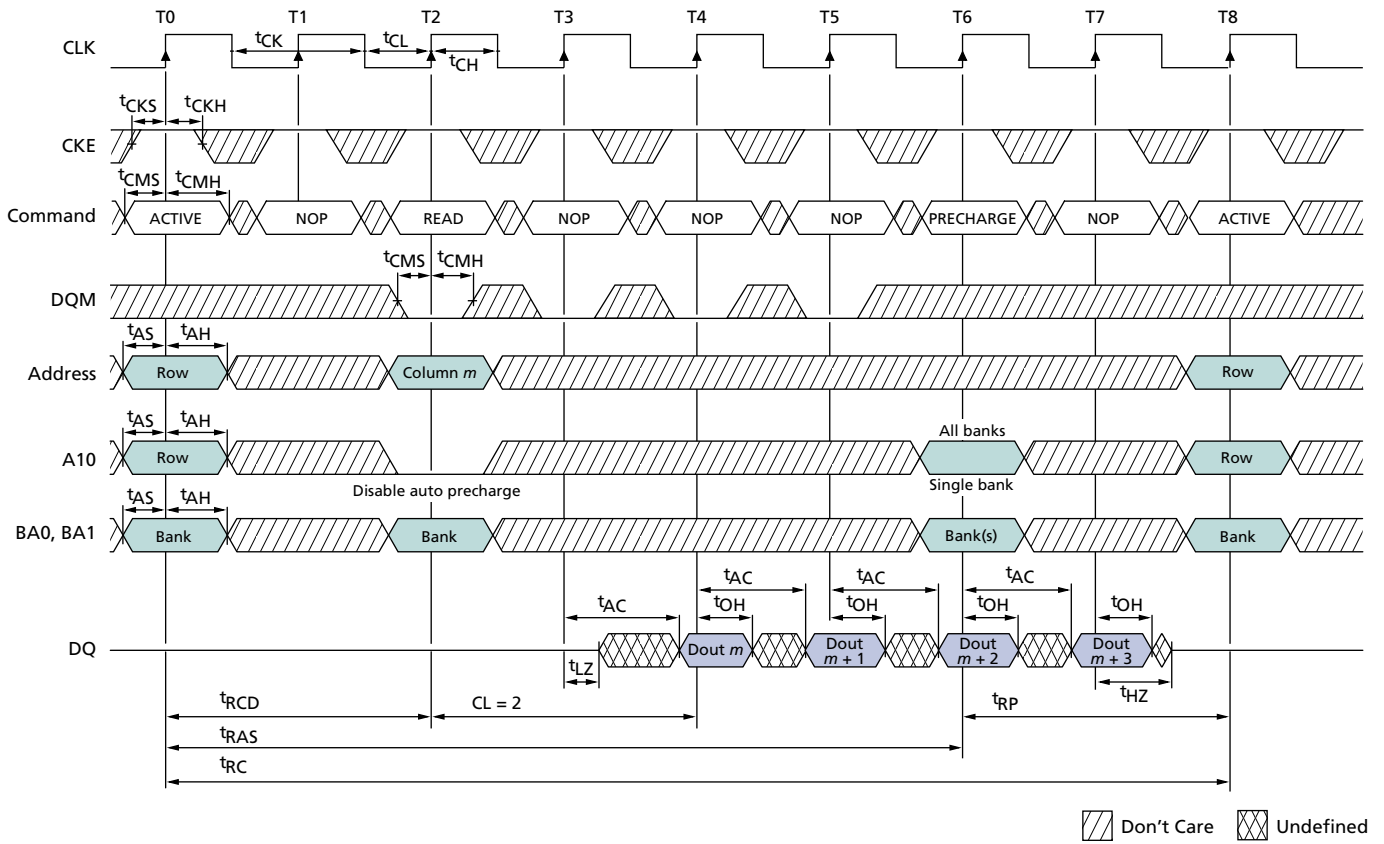 T0 T1 T2 T3 T4 T5 T6 T7 T8
CLK
tCK tCL
tCH
tCKS tCKH
CKE
tCMS tCMH
Command ACTIVE NOP READ NOP NOP NOP PRECHARGE NOP ACTIVE
tCMS tCMH
DQM
tAS tAH
Address Row Column m Row
tAS tAH
All banks
A10 Row Row
Disable auto precharge
Single bank
tAS tAH
BA0, BA1 Bank Bank Bank(s) Bank
tAC tAC tAC
tAC tOH tOH tOH tOH
DQ Dout m Dout m + 1 Dout m + 2 Dout m + 3
tLZ tHZ
tRCD CL = 2 tRP
tRAS
tRC
Don't Care Undefined